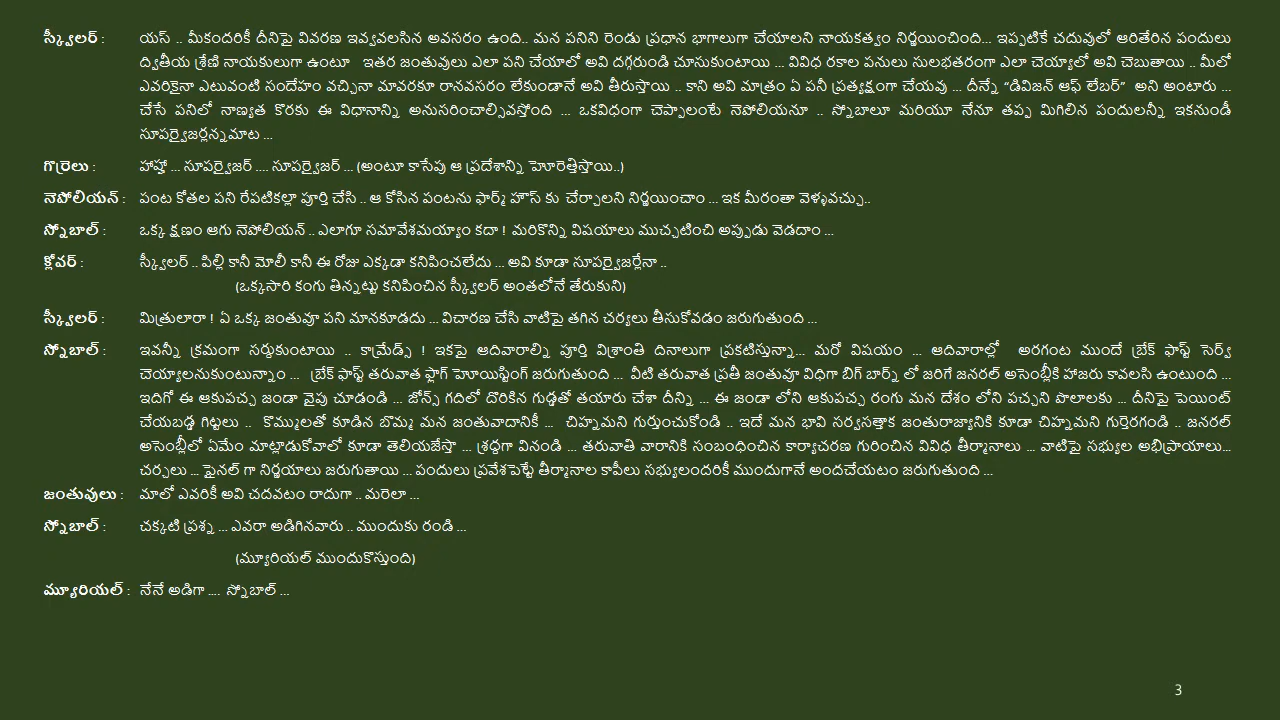 స్క్వీలర్ : యస్ .. మీకందరికీ దీనిపై వివరణ ఇవ్వవలసిన అవసరం ఉంది.. మన పనిని రెండు ప్రధాన భాగాలుగా చేయాలని నాయకత్వం నిర్ణయించింది... ఇప్పటికే చదువులో ఆరితేరిన పందులు
ద్వితీయ శ్రేణి నాయకులుగా ఉంటూ ఇతర జంతువులు ఎలా పని చేయాలో అవి దగ్గరుండి చూసుకుంటాయి ... వివిధ రకాల పనులు సులభతరంగా ఎలా చెయ్యాలో అవి చెబుతాయి .. మీలో
ఎవరికైనా ఎటువంటి సందేహం వచ్చినా మావరకూ రానవసరం లేకుండానే అవి తీరుస్తాయి .. కాని అవి మాత్రం ఏ పనీ ప్రత్యక్షంగా చేయవు ... దీన్నే “డివిజన్ ఆఫ్ లేబర్” అని అంటారు ...
చేసే పనిలో నాణ్యత కొరకు ఈ విధానాన్ని అనుసరించాల్సివస్తోంది ... ఒకవిధంగా చెప్పాలంటే నెపోలియనూ .. స్నోబాలూ మరియూ నేనూ తప్ప మిగిలిన పందులన్నీ ఇకనుండీ
సూపర్వైజర్లన్నమాట ...
గొర్రెలు : హాహ్హా ... సూపర్వైజర్ .... సూపర్వైజర్ ... (అంటూ కాసేపు ఆ ప్రదేశాన్ని హెూరెత్తిస్తాయి..)
నెపోలియన్ : పంట కోతల పని రేపటికల్లా పూర్తి చేసి .. ఆ కోసిన పంటను ఫార్మ్ హౌస్ కు చేర్చాలని నిర్ణయించాం ... ఇక మీరంతా వెళ్ళవచ్చు..
స్నోబాల్ : ఒక్క క్షణం ఆగు నెపోలియన్ .. ఎలాగూ సమావేశమయ్యాం కదా ! మరికొన్ని విషయాలు ముచ్చటించి అప్పుడు వెడదాం ...
క్లోవర్ : స్క్వీలర్ .. పిల్లి కానీ మోలీ కానీ ఈ రోజు ఎక్కడా కనిపించలేదు ... అవి కూడా సూపర్వైజర్లేనా ..
(ఒక్కసారి కంగు తిన్నట్టు కనిపించిన స్క్వీలర్ అంతలోనే తేరుకుని)
స్క్వీలర్ : మిత్రులారా ! ఏ ఒక్క జంతువూ పని మానకూడదు ... విచారణ చేసి వాటిపై తగిన చర్యలు తీసుకోవడం జరుగుతుంది ...
స్నోబాల్ : ఇవన్నీ క్రమంగా సర్దుకుంటాయి .. కామ్రేడ్స్ ! ఇకపై ఆదివారాల్ని పూర్తి విశ్రాంతి దినాలుగా ప్రకటిస్తున్నా... మరో విషయం ... ఆదివారాల్లో అరగంట ముందే బ్రేక్ ఫాస్ట్ సెర్వ్
చెయ్యాలనుకుంటున్నాం ... బ్రేక్ ఫాస్ట్ తరువాత ఫ్లాగ్ హెూయిస్టింగ్ జరుగుతుంది ... వీటి తరువాత ప్రతీ జంతువూ విధిగా బిగ్ బార్న్ లో జరిగే జనరల్ అసెంబ్లీకి హాజరు కావలసి ఉంటుంది ...
ఇదిగో ఈ ఆకుపచ్చ జండా వైపు చూడండి ... జోన్స్ గదిలో దొరికిన గుడ్డతో తయారు చేశా దీన్ని ... ఈ జండా లోని ఆకుపచ్చ రంగు మన దేశం లోని పచ్చని పొలాలకు ... దీనిపై పెయింట్
చేయబడ్డ గిట్టలు .. కొమ్ములతో కూడిన బొమ్మ మన జంతువాదానికీ ... చిహ్నమని గుర్తుంచుకోండి .. ఇదే మన భావి సర్వసత్తాక జంతురాజ్యానికి కూడా చిహ్నమని గుర్తెరగండి .. జనరల్
అసెంబ్లీలో ఏమేం మాట్లాడుకోవాలో కూడా తెలియజేస్తా ... శ్రద్ధగా వినండి ... తరువాతి వారానికి సంబంధించిన కార్యాచరణ గురించిన వివిధ తీర్మానాలు ... వాటిపై సభ్యుల అభిప్రాయాలు...
చర్చలు ... ఫైనల్ గా నిర్ణయాలు జరుగుతాయి ... పందులు ప్రవేశపెట్టే తీర్మానాల కాపీలు సభ్యులందరికీ ముందుగానే అందచేయటం జరుగుతుంది ...
జంతువులు : మాలో ఎవరికీ అవి చదవటం రాదుగా .. మరెలా ...
స్నోబాల్ : చక్కటి ప్రశ్న ... ఎవరా అడిగినవారు .. ముందుకు రండి ...
(మ్యూరియల్ ముందుకొస్తుంది)
మ్యూరియల్ : నేనే అడిగా .... స్నోబాల్ ...
3